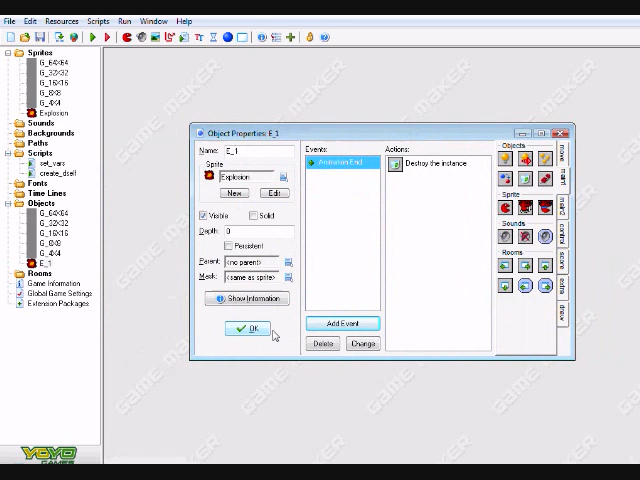 File Edit Resources Scripts Run Window Help
Sprites
G_64X64
G_32X32
G_16X16
G_8X8
G_4X4
Explosion
Sounds
Backgrounds
Paths
Scripts
set_vars
create_dself
Fonts
Time Lines
Objects
G_64X64
G_32X32
G_16X16
G_8X8
G_4X4
E_1
Rooms
Game Information
Global Game Settings
Extension Packages
YOYO
GAMES
Object Properties: E_1
Name: E_1
Sprite
Explosion
New Edit
Visible Solid
Depth: 0
Persistent
Parent: <no parent>
Mask: <same as sprite>
Show Information
OK
Events:
Animation End
Add Event
Delete Change
Actions:
Destroy the instance
Objects
Sprite
Sounds
Rooms
move
main1
main2
control
score
extra
draw
GAME MAKER